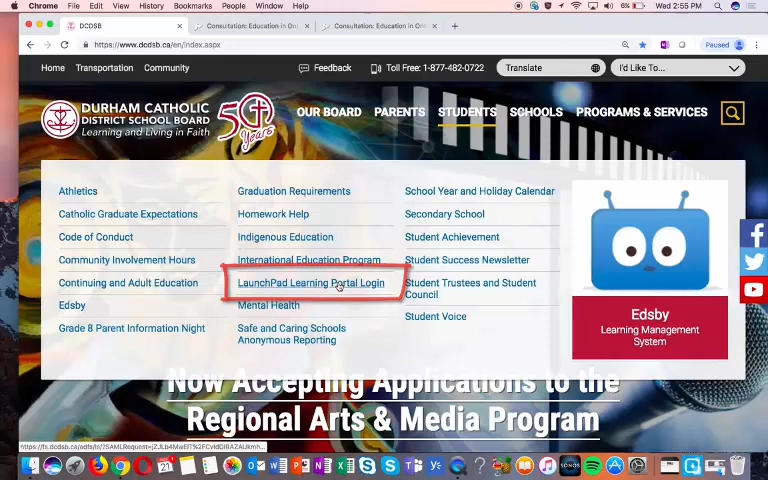 Chrome File Edit View History Bookmarks People Window Help 6% Wed 2:55 PM
DCDSB Consultation: Education in Ont Consultation: Education in Ont
https://www.dcdsb.ca/en/index.aspx Paused
Home Transportation Community Feedback Toll Free: 1-877-482-0722 Translate I'd Like To...
DURHAM CATHOLIC
DISTRICT SCHOOL BOARD
Learning and Living in Faith
50 Years
OUR BOARD PARENTS STUDENTS SCHOOLS PROGRAMS & SERVICES
Athletics
Catholic Graduate Expectations
Code of Conduct
Community Involvement Hours
Continuing and Adult Education
Edsby
Grade 8 Parent Information Night
Graduation Requirements
Homework Help
Indigenous Education
International Education Program
LaunchPad Learning Portal Login
Mental Health
Safe and Caring Schools
Anonymous Reporting
School Year and Holiday Calendar
Secondary School
Student Achievement
Student Success Newsletter
Student Trustees and Student
Council
Student Voice
Edsby
Learning Management
System
Now Accepting Applications to the
Regional Arts & Media Program